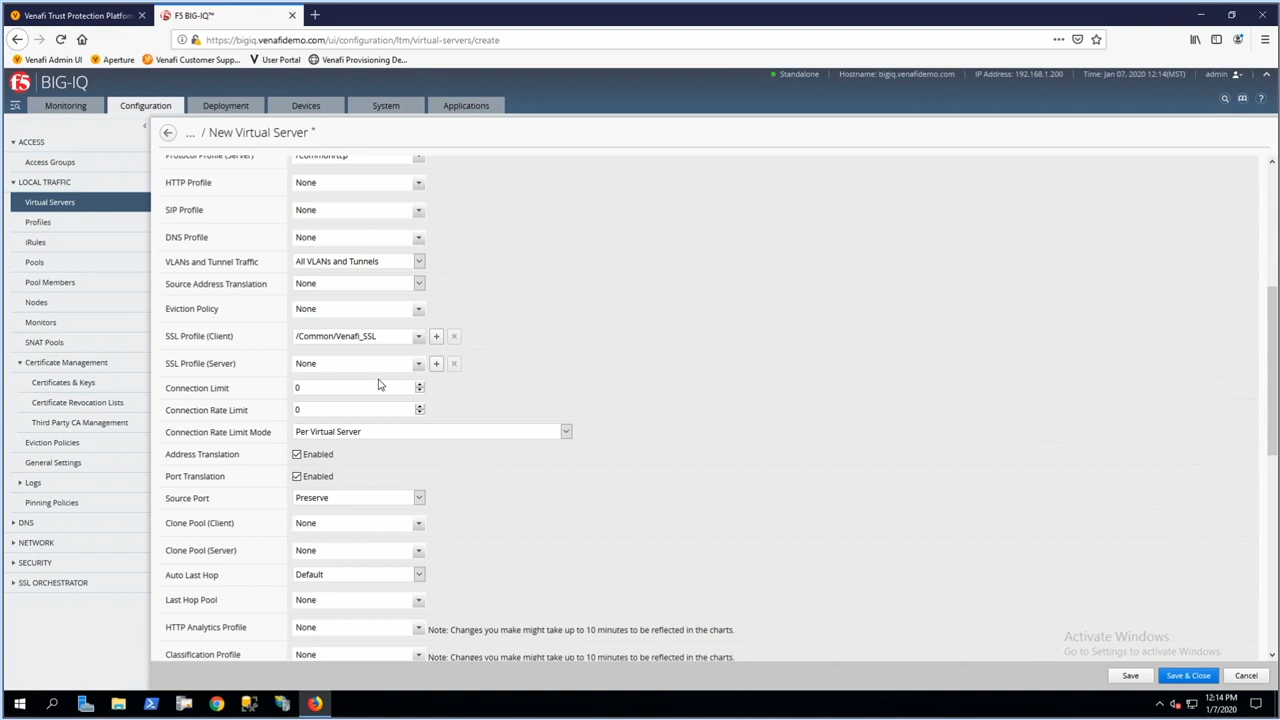 Venafi Trust Protection Platform
F5 BIG-IQ™
https://bigiq.venafidemo.com/ui/configuration/ltm/virtual-servers/create
Venafi Admin UI
Aperture
Venafi Customer Supp...
User Portal
Venafi Provisioning De...
f5 BIG-IQ
Standalone
Hostname: bigiq.venafidemo.com
IP Address: 192.168.1.200
Time: Jan 07, 2020 12:14(MST)
admin
Monitoring
Configuration
Deployment
Devices
System
Applications
... / New Virtual Server *
ACCESS
Access Groups
LOCAL TRAFFIC
Virtual Servers
Profiles
iRules
Pools
Pool Members
Nodes
Monitors
SNAT Pools
Certificate Management
Certificates & Keys
Certificate Revocation Lists
Third Party CA Management
Eviction Policies
General Settings
Logs
Pinning Policies
DNS
NETWORK
SECURITY
SSL ORCHESTRATOR
Protocol Profile (Server) /Common/tcp
HTTP Profile None
SIP Profile None
DNS Profile None
VLANs and Tunnel Traffic All VLANs and Tunnels
Source Address Translation None
Eviction Policy None
SSL Profile (Client) /Common/Venafi_SSL
SSL Profile (Server) None
Connection Limit 0
Connection Rate Limit 0
Connection Rate Limit Mode Per Virtual Server
Address Translation Enabled
Port Translation Enabled
Source Port Preserve
Clone Pool (Client) None
Clone Pool (Server) None
Auto Last Hop Default
Last Hop Pool None
HTTP Analytics Profile None Note: Changes you make might take up to 10 minutes to be reflected in the charts.
Classification Profile None Note: Changes you make might take up to 10 minutes to be reflected in the charts.
Activate Windows
Go to Settings to activate Windows.
Save
Save & Close
Cancel
12:14 PM
1/7/2020